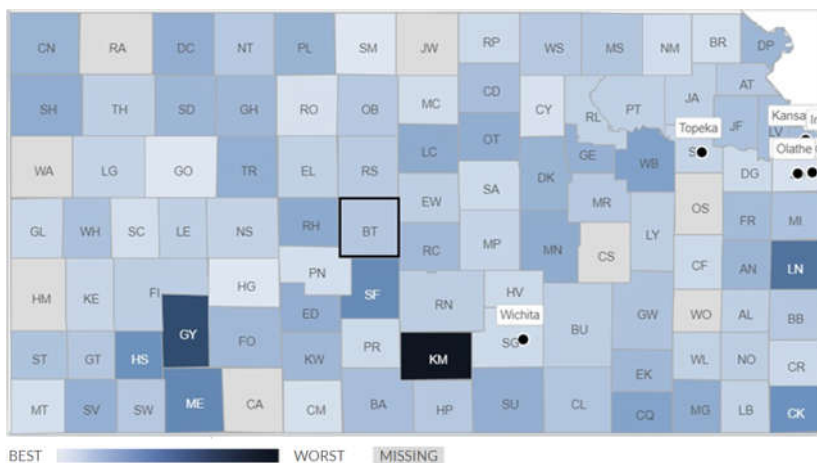 CN RA DC NT PL SM JW RP WS MS NM BR DP
SH TH SD GH RO OB MC CD CY RL PT JA AT
Kansa
LV
JF
Topeka
S
Olathe
WA LG GO TR EL RS LC OT DK GE WB DG
GL WH SC LE NS RH BT EW SA MR LY OS FR MI
HM KE FI HG PN SF RC MP MN CS CF AN LN
GY RN HV
Wichita
ST GT HS FO ED KW PR KM SG BU GW WO AL BB
EK WL NO CR
MT SV SW ME CA CM BA HP SU CL CQ MG LB CK
BEST WORST MISSING